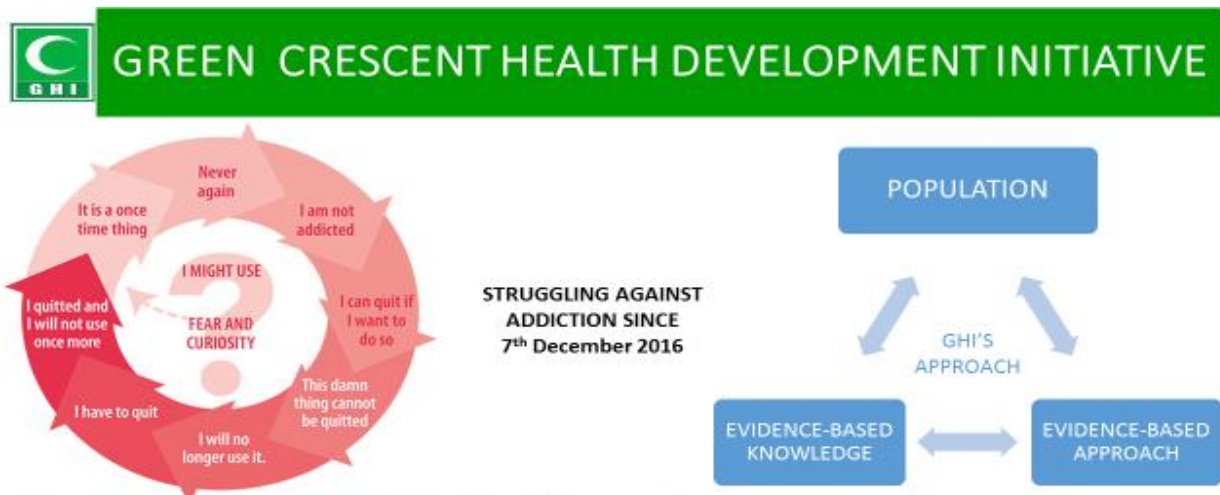 GHI
GREEN CRESCENT HEALTH DEVELOPMENT INITIATIVE
Never
again
I am not
addicted
I can quit if
I want to
do so
This damn
thing cannot
be quitted
I will no
longer use it.
I have to quit
I quitted and
I will not use
once more
It is a once
time thing
I MIGHT USE
?
FEAR AND
CURIOSITY
STRUGGLING AGAINST
ADDICTION SINCE
7th December 2016
POPULATION
GHI'S
APPROACH
EVIDENCE-BASED
KNOWLEDGE
EVIDENCE-BASED
APPROACH